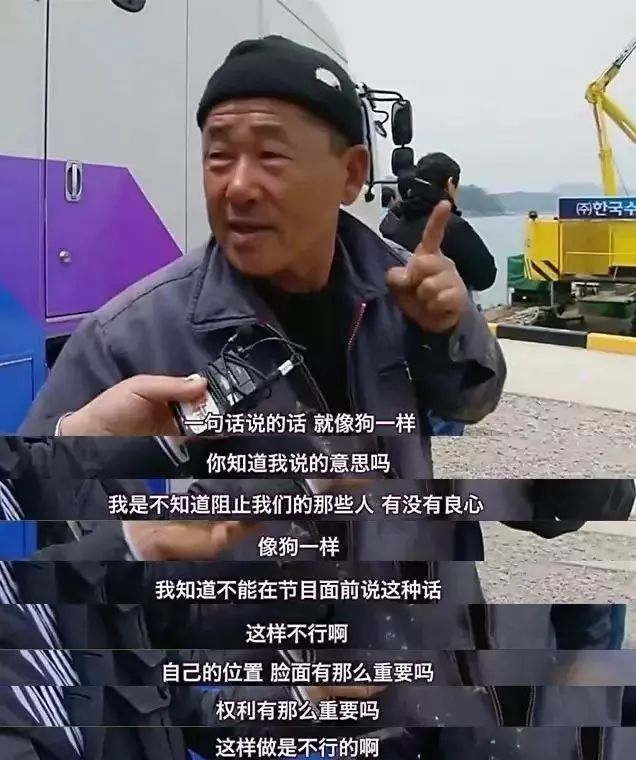 (주)한국수
一句话说的话 就像狗一样
你知道我说的意思吗
我是不知道阻止我们的那些人 有没有良心
像狗一样
我知道不能在节目面前说这种话
这样不行啊
自己的位置 脸面有那么重要吗
权利有那么重要吗
这样做是不行的啊